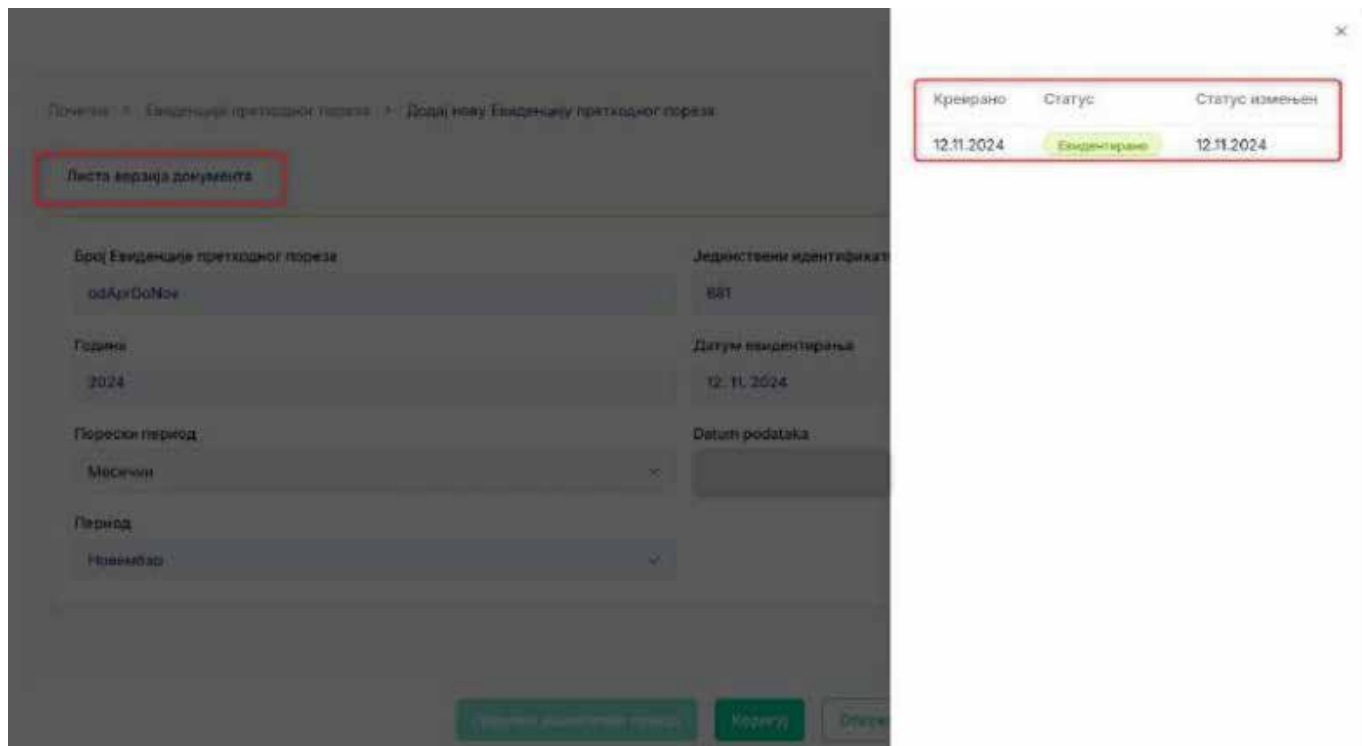 Почетна > Евиденције претходног пореза > Додај нову Евиденцију претходног пореза
Листа верзија документа
Број Евиденције претходног пореза
odAprDoNov
Јединствени идентификат
681
Година
2024
Датум евидентирања
12. 11. 2024
Порески период
Месечни
Datum podataka
Период
Новембар
Коригуј
Креирано Статус Статус измењен
12.11.2024 Евидентирано 12.11.2024